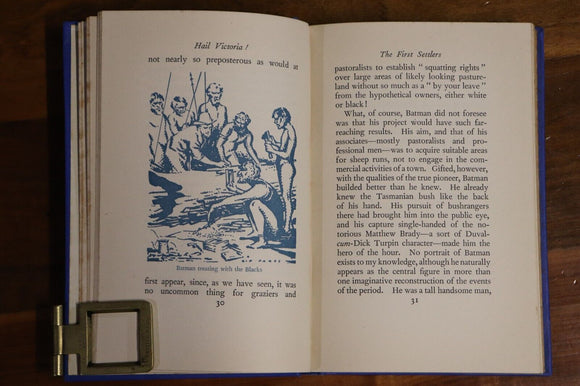 Hail Victoria!
not nearly so preposterous as would at
Batman treating with the Blacks
first appear, since, as we have seen, it was
no uncommon thing for graziers and
30
The First Settlers
pastoralists to establish “ squatting rights ”
over large areas of likely looking pasture-
land without so much as a “ by your leave ”
from the hypothetical owners, either white
or black!
What, of course, Batman did not foresee
was that his project would have such far-
reaching results. His aim, and that of his
associates—mostly pastoralists and pro-
fessional men—was to acquire suitable areas
for sheep runs, not to engage in the com-
mercial activities of a town. Gifted, however,
with the qualities of the true pioneer, Batman
builded better than he knew. He already
knew the Tasmanian bush like the back
of his hand. His pursuit of bushrangers
there had brought him into the public eye,
and his capture single-handed of the no-
torious Matthew Brady—a sort of Duval-
cum-Dick Turpin character—made him the
hero of the hour. No portrait of Batman
exists to my knowledge, although he naturally
appears as the central figure in more than
one imaginative reconstruction of the events
of the period. He was a tall handsome man,
31